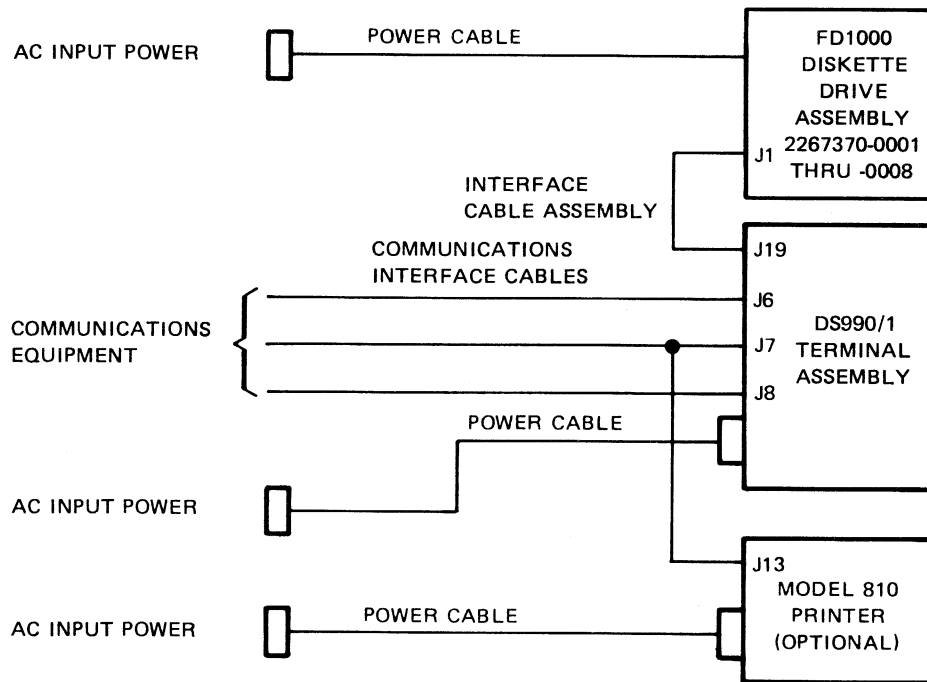 AC INPUT POWER
POWER CABLE
FD1000
DISKETTE
DRIVE
ASSEMBLY
2267370-0001
THRU -0008
J1
INTERFACE
CABLE ASSEMBLY
J19
COMMUNICATIONS
INTERFACE CABLES
J6
COMMUNICATIONS
EQUIPMENT
J7
J8
DS990/1
TERMINAL
ASSEMBLY
POWER CABLE
AC INPUT POWER
J13
MODEL 810
PRINTER
(OPTIONAL)
POWER CABLE
AC INPUT POWER